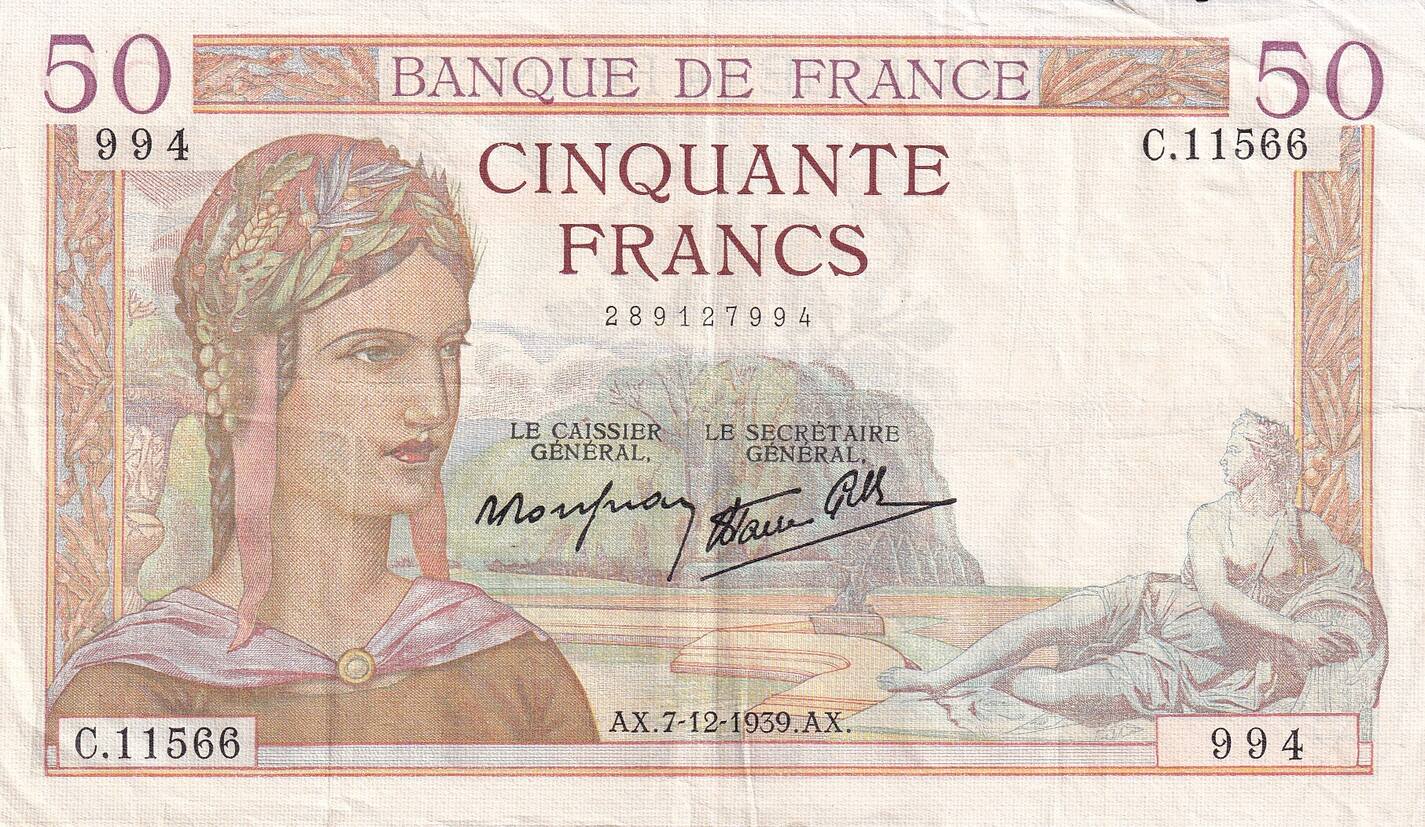 50 BANQUE DE FRANCE 50
994 C.11566
CINQUANTE
FRANCS
289127994
LE CAISSIER
GÉNÉRAL,
LE SECRÉTAIRE
GÉNÉRAL,
AX.7-12-1939.AX.
C.11566 994